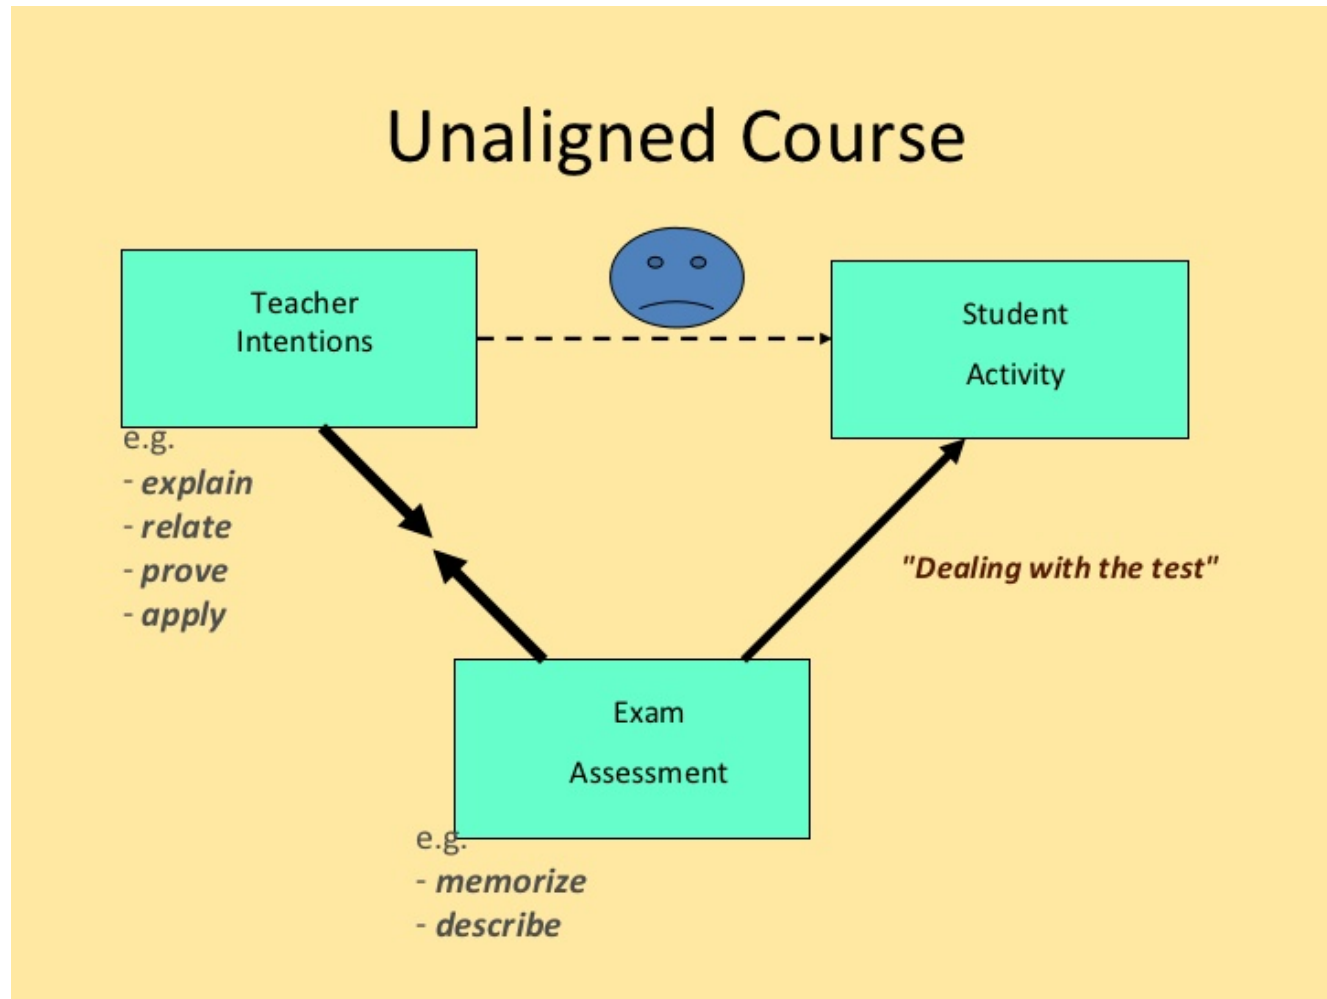 Unaligned Course
Teacher
Intentions
Student
Activity
e.g.
- explain
- relate
- prove
- apply
"Dealing with the test"
Exam
Assessment
e.g.
- memorize
- describe